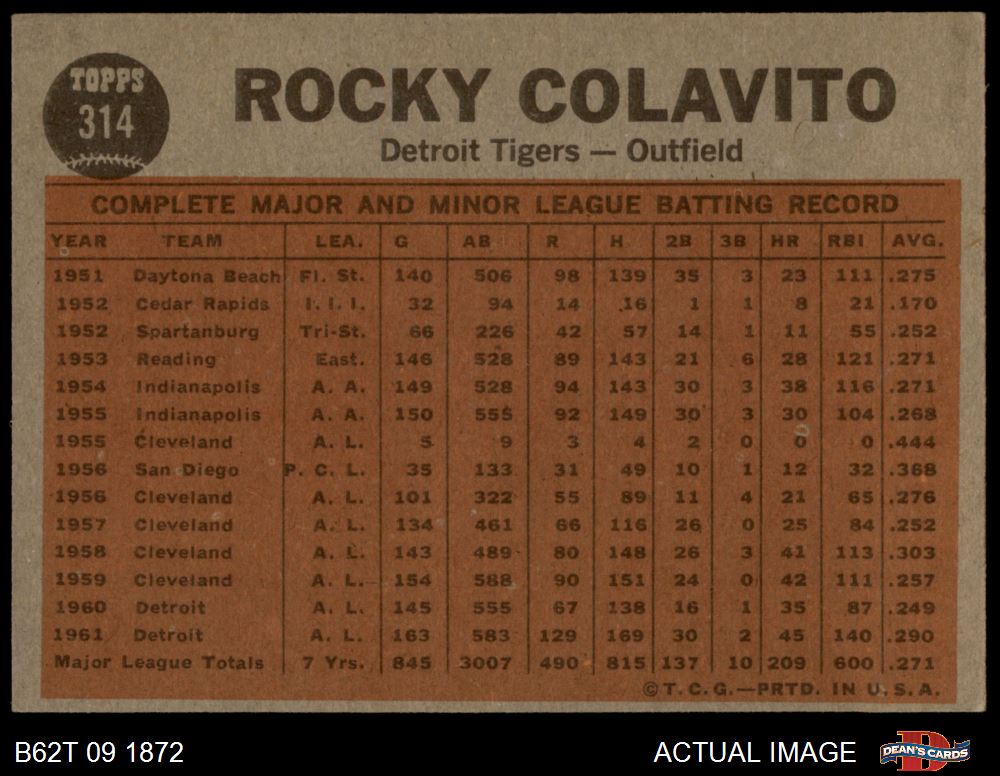 TOPPS
314
ROCKY COLAVITO
Detroit Tigers — Outfield
COMPLETE MAJOR AND MINOR LEAGUE BATTING RECORD
YEAR TEAM LEA. G AB R H 2B 3B HR RBI AVG.
1951 Daytona Beach Fl. St. 140 506 98 139 35 3 23 111 .275
1952 Cedar Rapids I. I. I. 32 94 14 16 1 1 8 21 .170
1952 Spartanburg Tri-St. 66 226 42 57 14 1 11 55 .252
1953 Reading East. 146 528 89 143 21 6 28 121 .271
1954 Indianapolis A. A. 149 528 94 143 30 3 38 116 .271
1955 Indianapolis A. A. 150 555 92 149 30 3 30 104 .268
1955 Cleveland A. L. 5 9 3 4 2 0 0 0 .444
1956 San Diego P. C. L. 35 133 31 49 10 1 12 32 .368
1956 Cleveland A. L. 101 322 55 89 11 4 21 65 .276
1957 Cleveland A. L. 134 461 66 116 26 0 25 84 .252
1958 Cleveland A. L. 143 489 80 148 26 3 41 113 .303
1959 Cleveland A. L. 154 588 90 151 24 0 42 111 .257
1960 Detroit A. L. 145 555 67 138 16 1 35 87 .249
1961 Detroit A. L. 163 583 129 169 30 2 45 140 .290
Major League Totals 7 Yrs. 845 3007 490 815 137 10 209 600 .271
©T.C.G.—PRTD. IN U.S.A.
B62T 09 1872 ACTUAL IMAGE DEAN'S CARDS